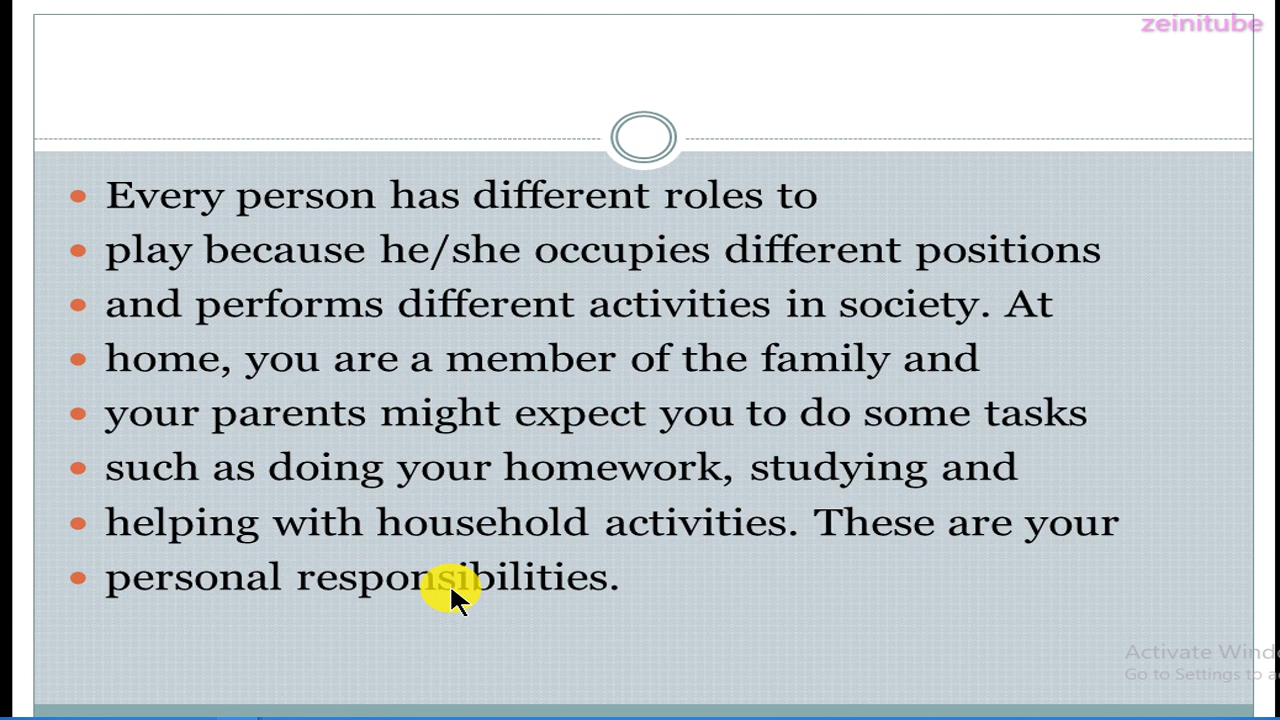 zeinitube
• Every person has different roles to
• play because he/she occupies different positions
• and performs different activities in society. At
• home, you are a member of the family and
• your parents might expect you to do some tasks
• such as doing your homework, studying and
• helping with household activities. These are your
• personal responsibilities.
Activate Wind
Go to Settings to a